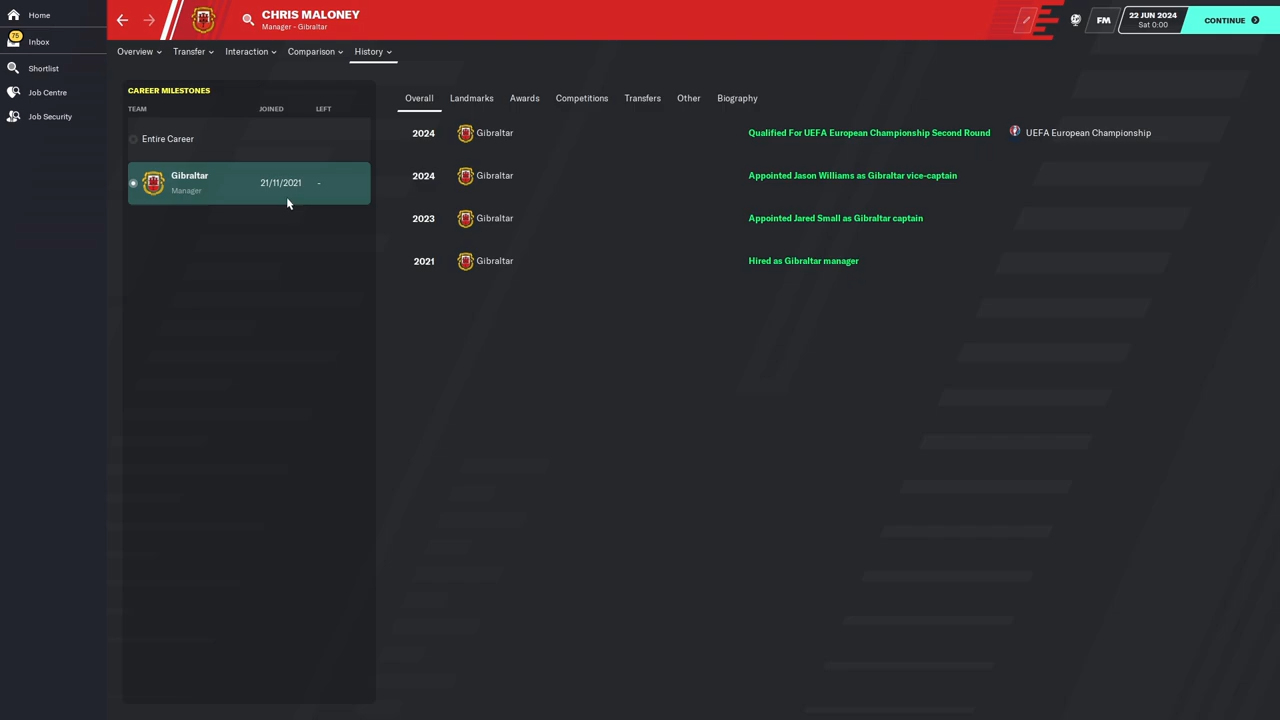 Home
75
Inbox
Shortlist
Job Centre
Job Security
CHRIS MALONEY
Manager - Gibraltar
FM
22 JUN 2024
Sat 0:00
CONTINUE
Overview
Transfer
Interaction
Comparison
History
CAREER MILESTONES
TEAM JOINED LEFT
Entire Career
Gibraltar
Manager
21/11/2021 -
Overall Landmarks Awards Competitions Transfers Other Biography
2024 Gibraltar Qualified For UEFA European Championship Second Round UEFA European Championship
2024 Gibraltar Appointed Jason Williams as Gibraltar vice-captain
2023 Gibraltar Appointed Jared Small as Gibraltar captain
2021 Gibraltar Hired as Gibraltar manager